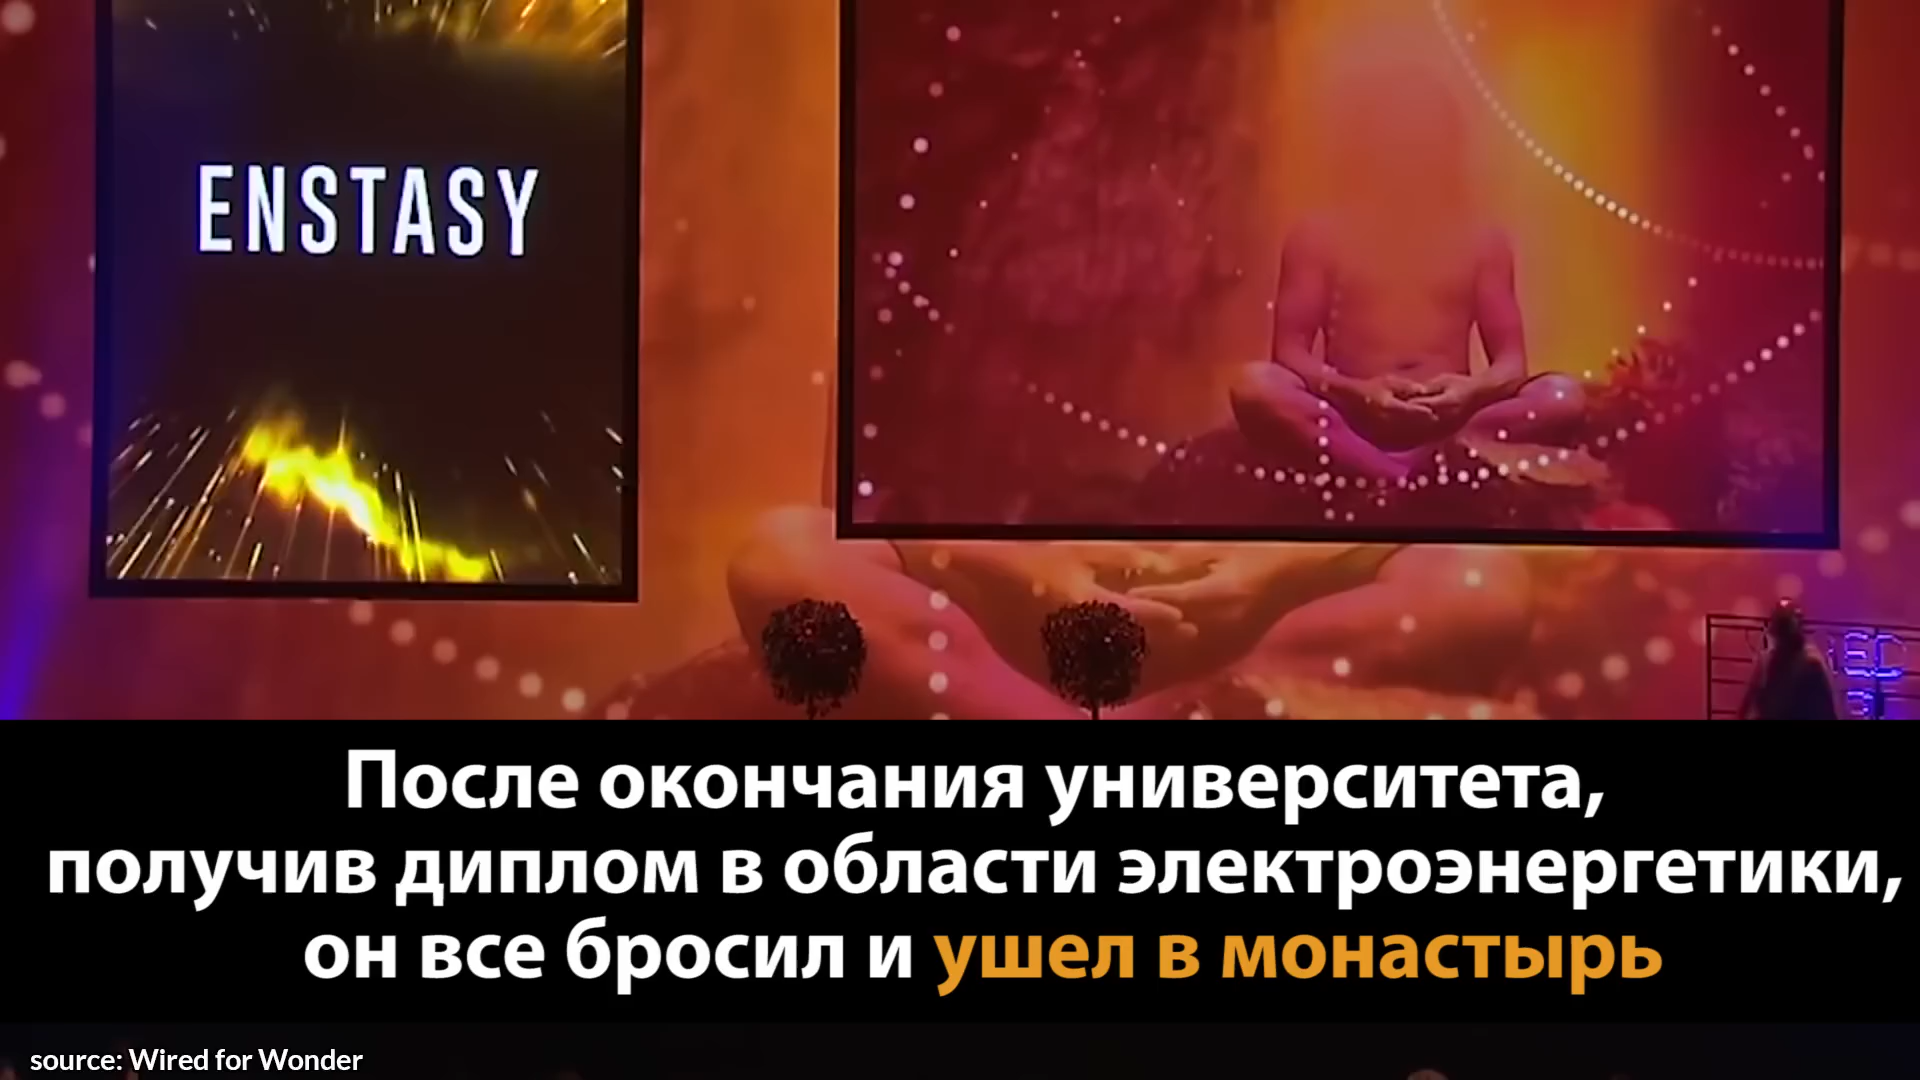 ENSTASY
После окончания университета,
получив диплом в области электроэнергетики,
он все бросил и ушел в монастырь
source: Wired for Wonder